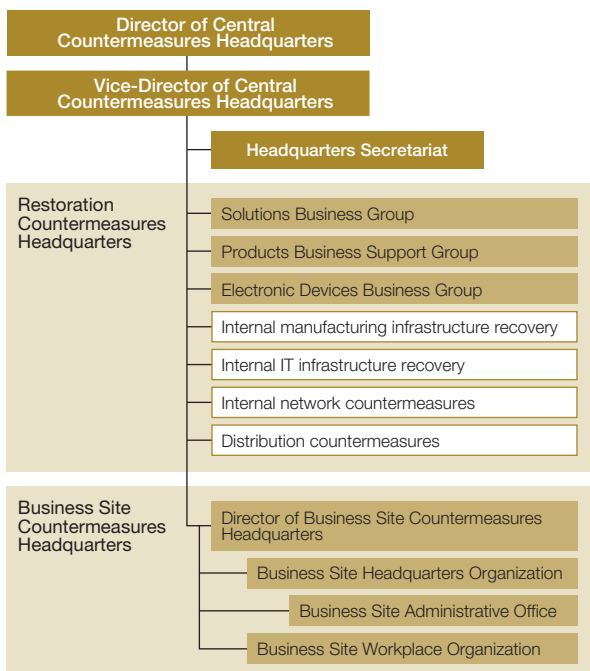 Director of Central
Countermeasures Headquarters
Vice-Director of Central
Countermeasures Headquarters
Headquarters Secretariat
Restoration
Countermeasures
Headquarters
Solutions Business Group
Products Business Support Group
Electronic Devices Business Group
Internal manufacturing infrastructure recovery
Internal IT infrastructure recovery
Internal network countermeasures
Distribution countermeasures
Business Site
Countermeasures
Headquarters
Director of Business Site Countermeasures
Headquarters
Business Site Headquarters Organization
Business Site Administrative Office
Business Site Workplace Organization